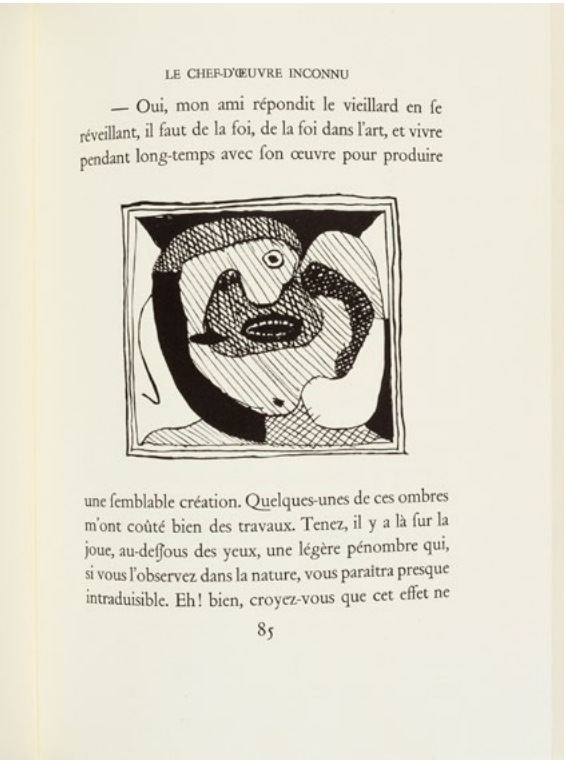 LE CHEF-D'ŒUVRE INCONNU
— Oui, mon ami répondit le vieillard en ſe
réveillant, il faut de la foi, de la foi dans l'art, et vivre
pendant long-temps avec ſon œuvre pour produire
une ſemblable création. Quelques-unes de ces ombres
m'ont coûté bien des travaux. Tenez, il y a là ſur la
joue, au-deſſous des yeux, une légère pénombre qui,
si vous l'obſervez dans la nature, vous paraîtra presque
intraduisible. Eh! bien, croyez-vous que cet effet ne
85